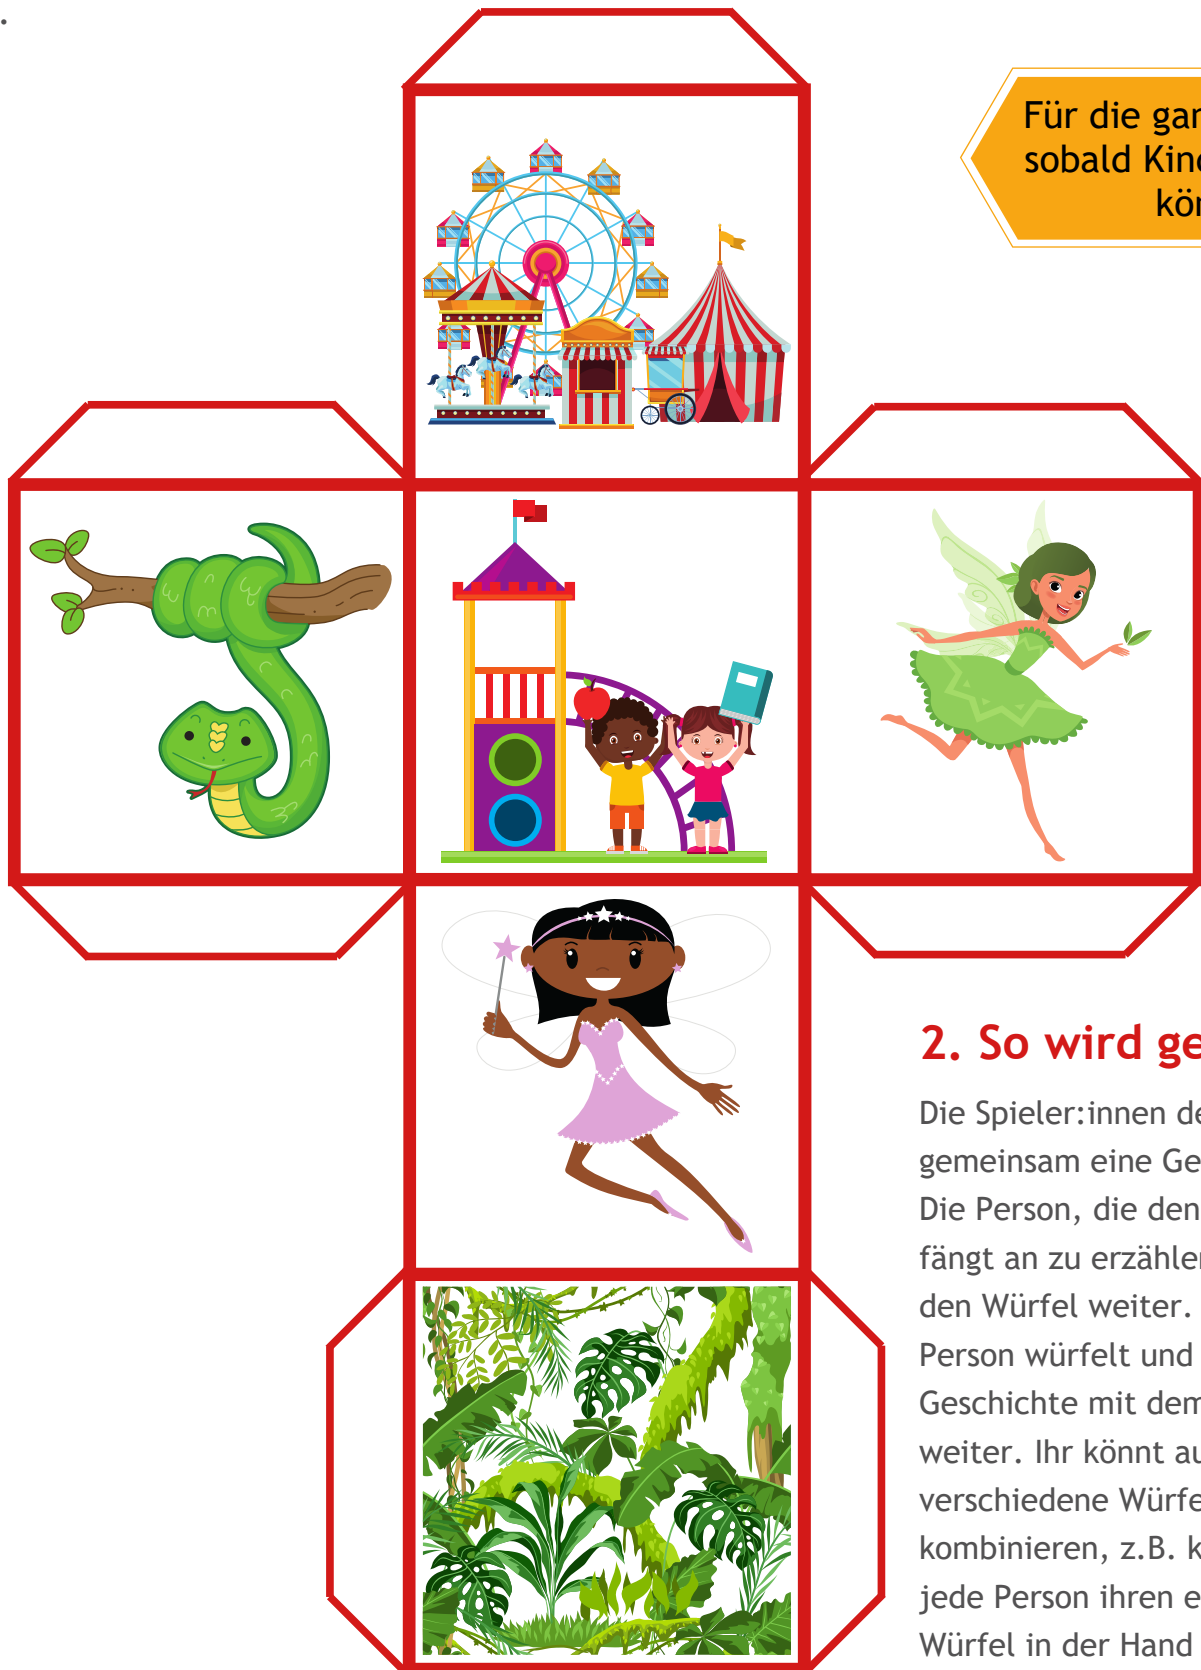 .
Für die gan
sobald Kind
kön
2. So wird ge
Die Spieler:innen de
gemeinsam eine Ge
Die Person, die den
fängt an zu erzähler
den Würfel weiter.
Person würfelt und
Geschichte mit dem
weiter. Ihr könnt au
verschiedene Würfe
kombinieren, z.B. k
jede Person ihren e
Würfel in der Hand